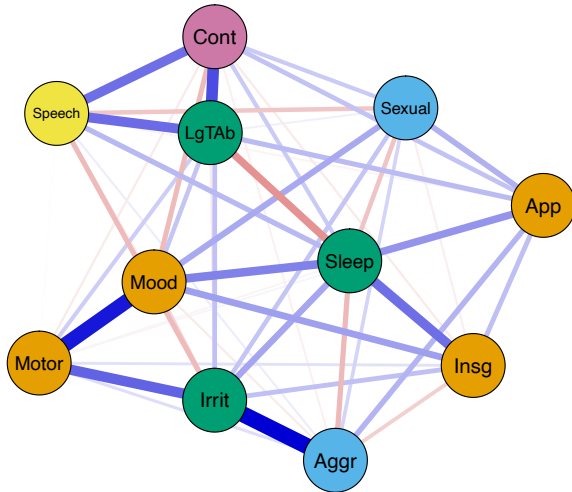 Cont
Speech
Sexual
LgTAb
App
Sleep
Mood
Motor
Insg
Irrit
Aggr